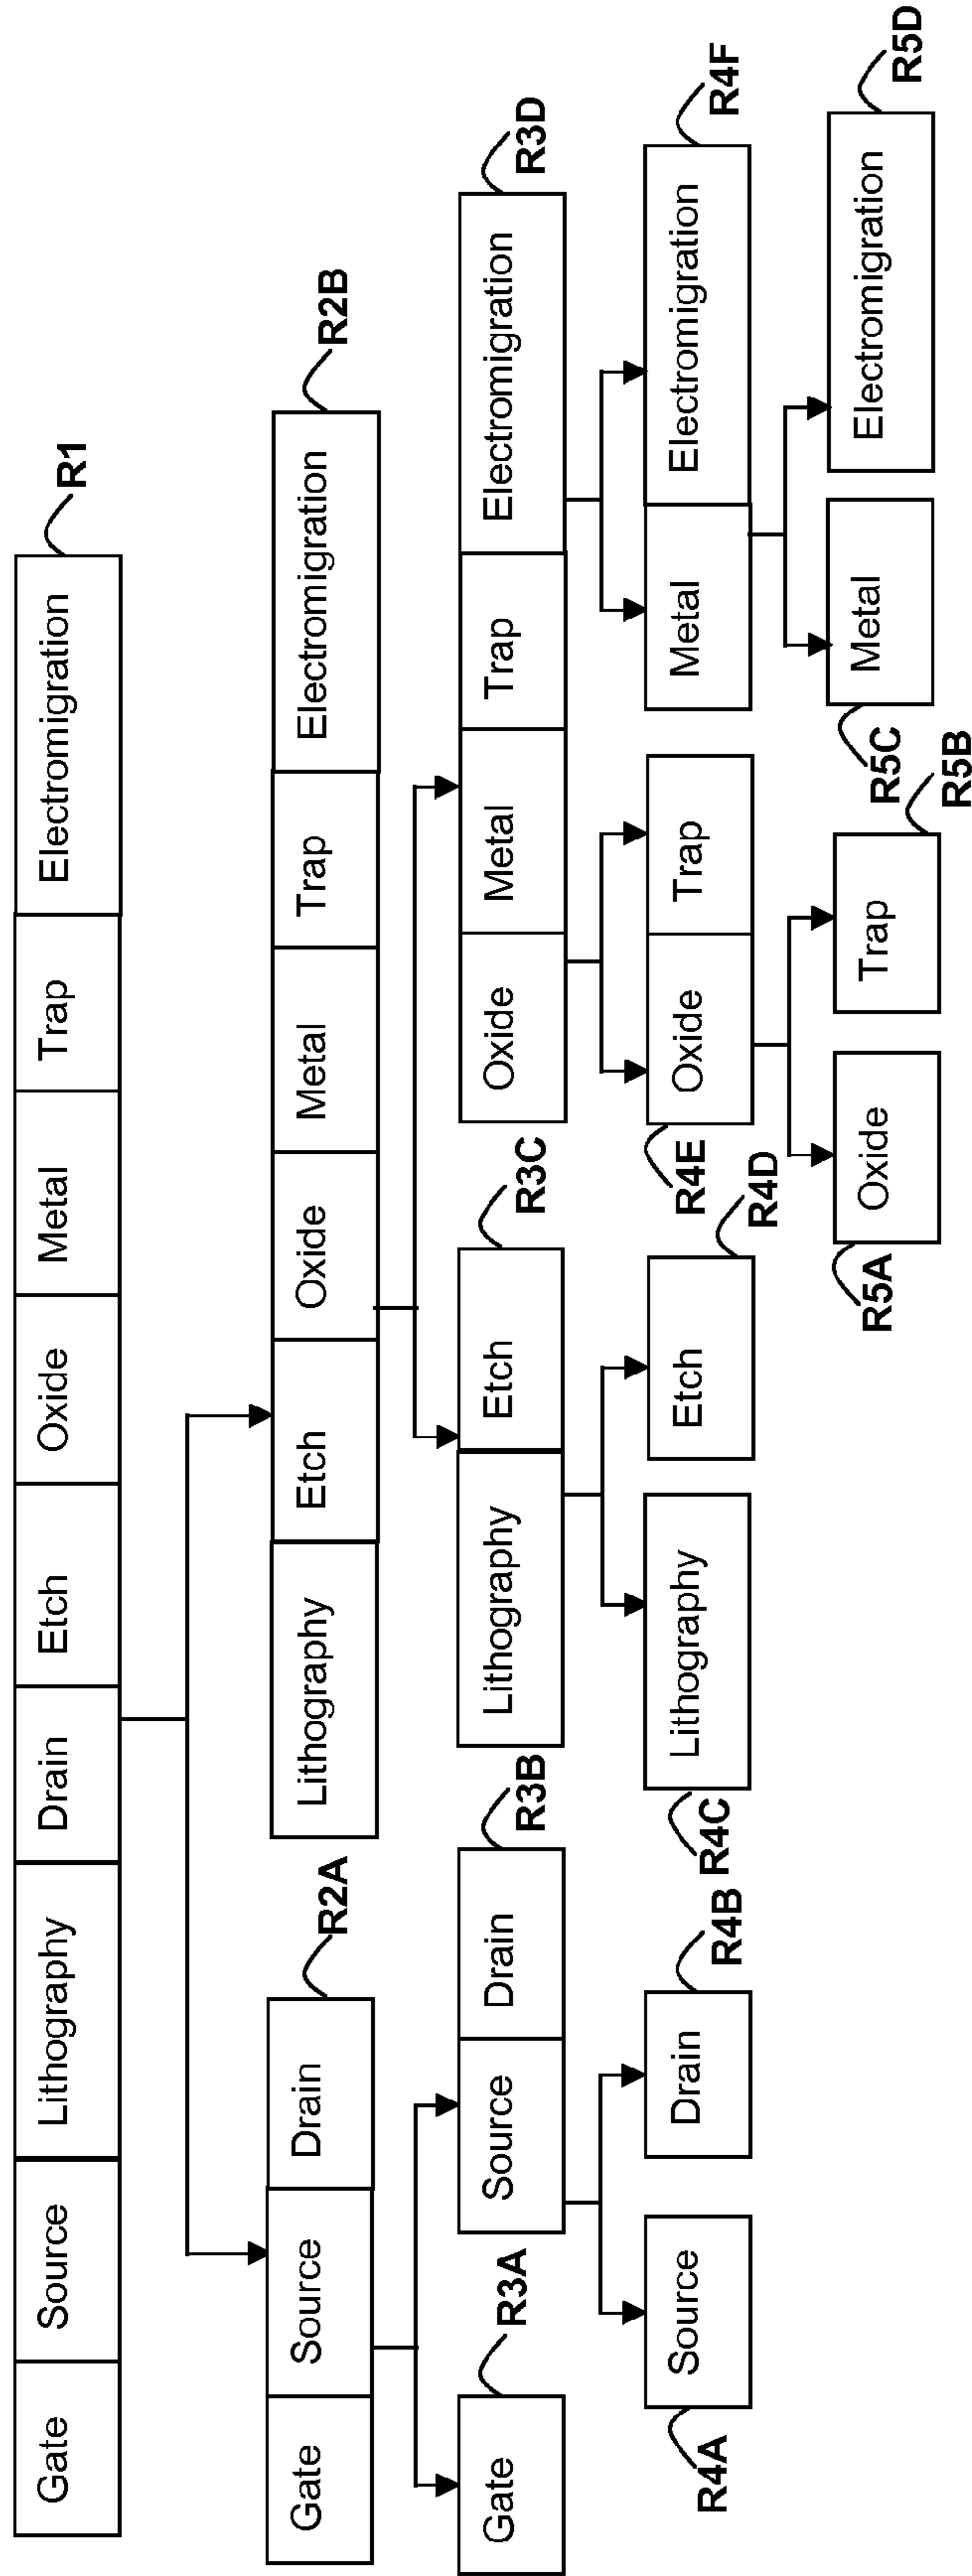 Gate Source Lithography Drain Etch Oxide Metal Trap Electromigration R1
Gate Source Drain R2A
Lithography Etch Oxide Metal Trap Electromigration R2B
Gate R3A
Source Drain R3B
Lithography Etch R3C
Oxide Metal Trap Electromigration R3D
R4A Source
Drain R4B
R4C Lithography
Etch R4D
R4E Oxide Trap
Metal Electromigration R4F
R5A Oxide
Trap R5B
R5C Metal
Electromigration R5D